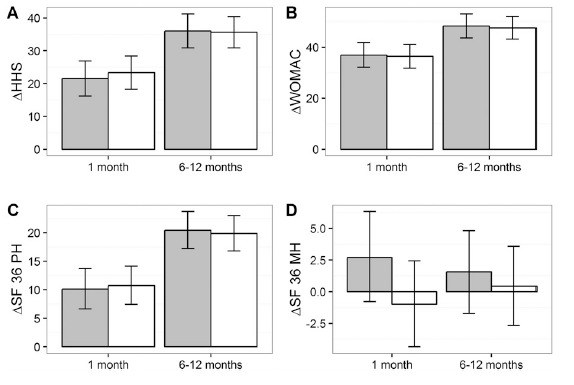 A
ΔHHS
40
30
20
10
0
1 month
6-12 months
B
ΔWOMAC
40
20
0
1 month
6-12 months
C
ΔSF 36 PH
20
15
10
5
0
1 month
6-12 months
D
ΔSF 36 MH
5.0
2.5
0.0
-2.5
1 month
6-12 months